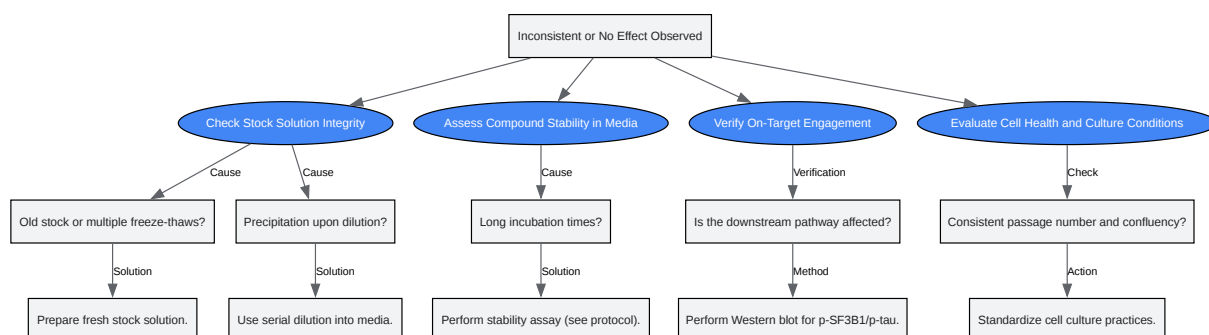 Inconsistent or No Effect Observed
Check Stock Solution Integrity
Assess Compound Stability in Media
Verify On-Target Engagement
Evaluate Cell Health and Culture Conditions
Cause
Cause
Cause
Verification
Check
Old stock or multiple freeze-thaws?
Precipitation upon dilution?
Long incubation times?
Is the downstream pathway affected?
Consistent passage number and confluency?
Solution
Solution
Solution
Method
Action
Prepare fresh stock solution.
Use serial dilution into media.
Perform stability assay (see protocol).
Perform Western blot for p-SF3B1/p-tau.
Standardize cell culture practices.